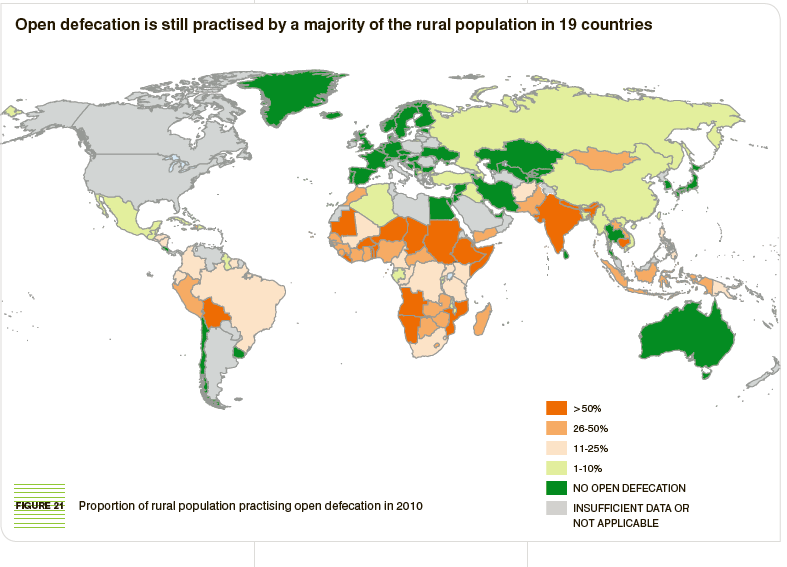 Open defecation is still practised by a majority of the rural population in 19 countries
>50%
26-50%
11-25%
1-10%
NO OPEN DEFECATION
INSUFFICIENT DATA OR
NOT APPLICABLE
FIGURE 21 Proportion of rural population practising open defecation in 2010